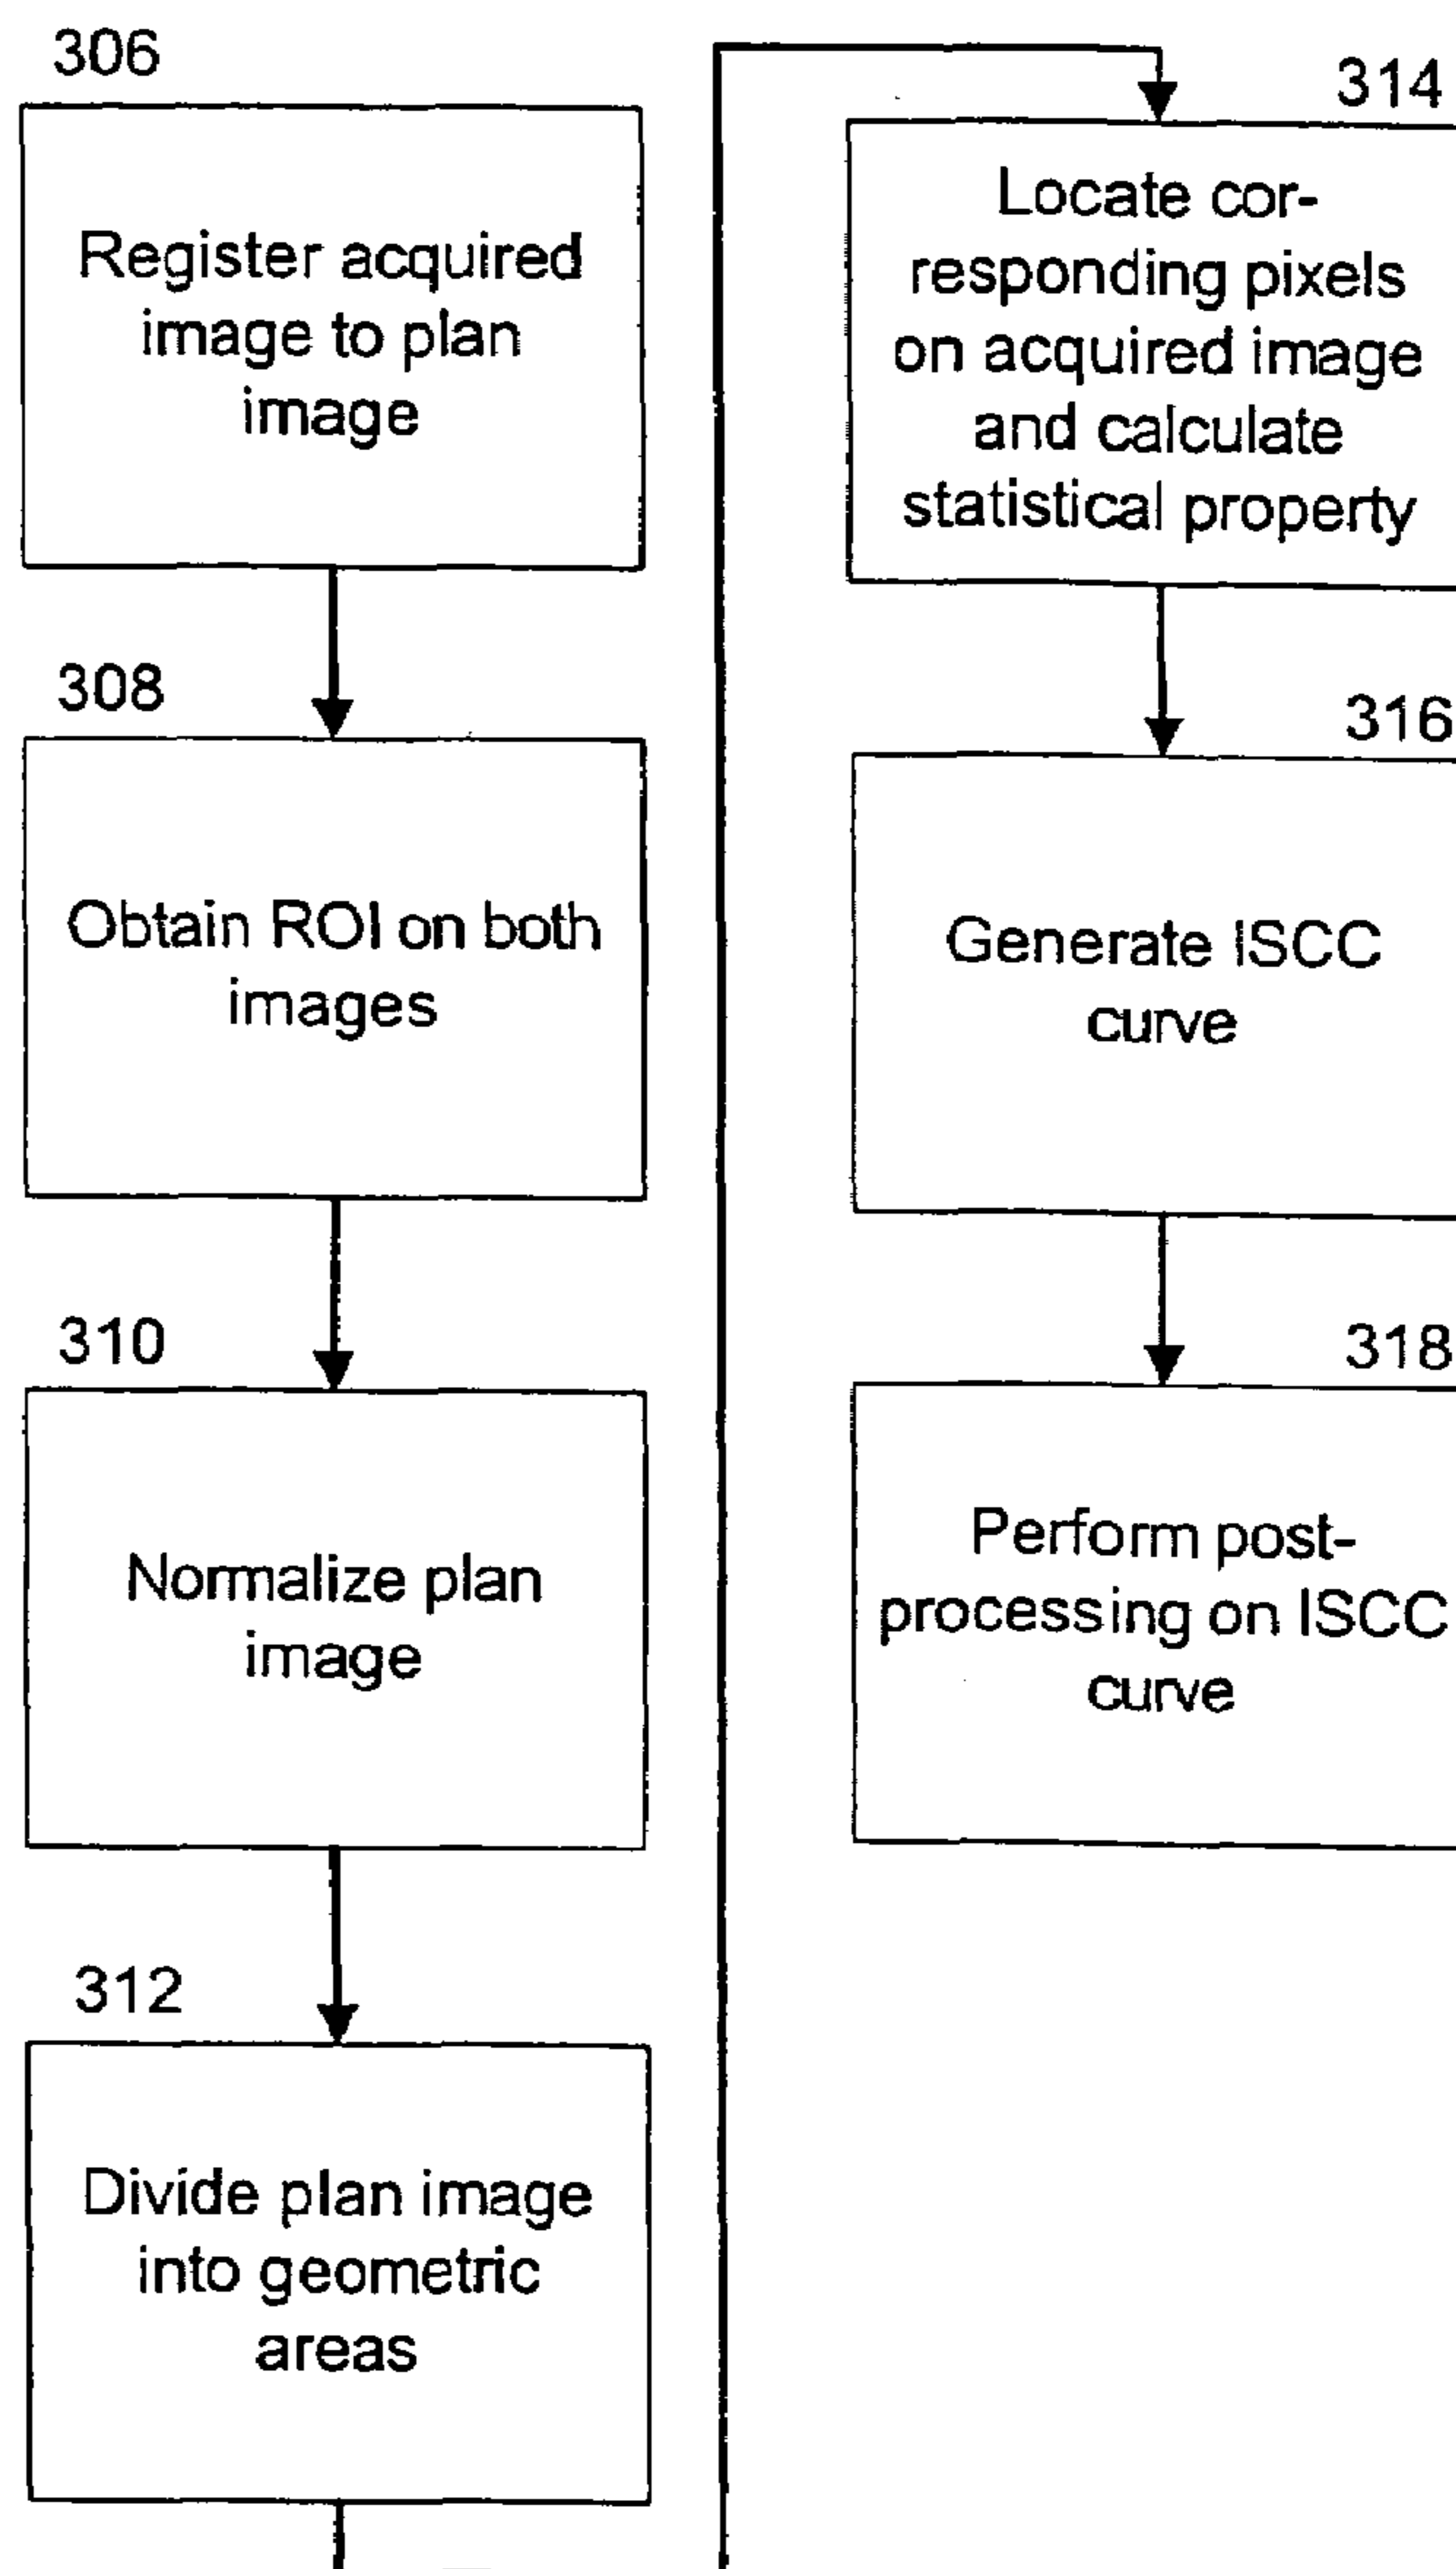 306
Register acquired
image to plan
image
308
Obtain ROI on both
images
310
Normalize plan
image
312
Divide plan image
into geometric
areas
314
Locate cor-
responding pixels
on acquired image
and calculate
statistical property
316
Generate ISCC
curve
318
Perform post-
processing on ISCC
curve